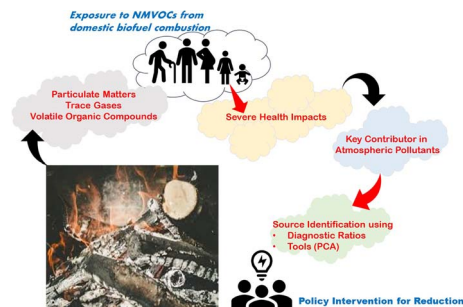 Exposure to NMVOCs from
domestic biofuel combustion
Particulate Matters
Trace Gases
Volatile Organic Compounds
Severe Health Impacts
Key Contributor in
Atmospheric Pollutants
Source Identification using
• Diagnostic Ratios
• Tools (PCA)
Policy Intervention for Reduction